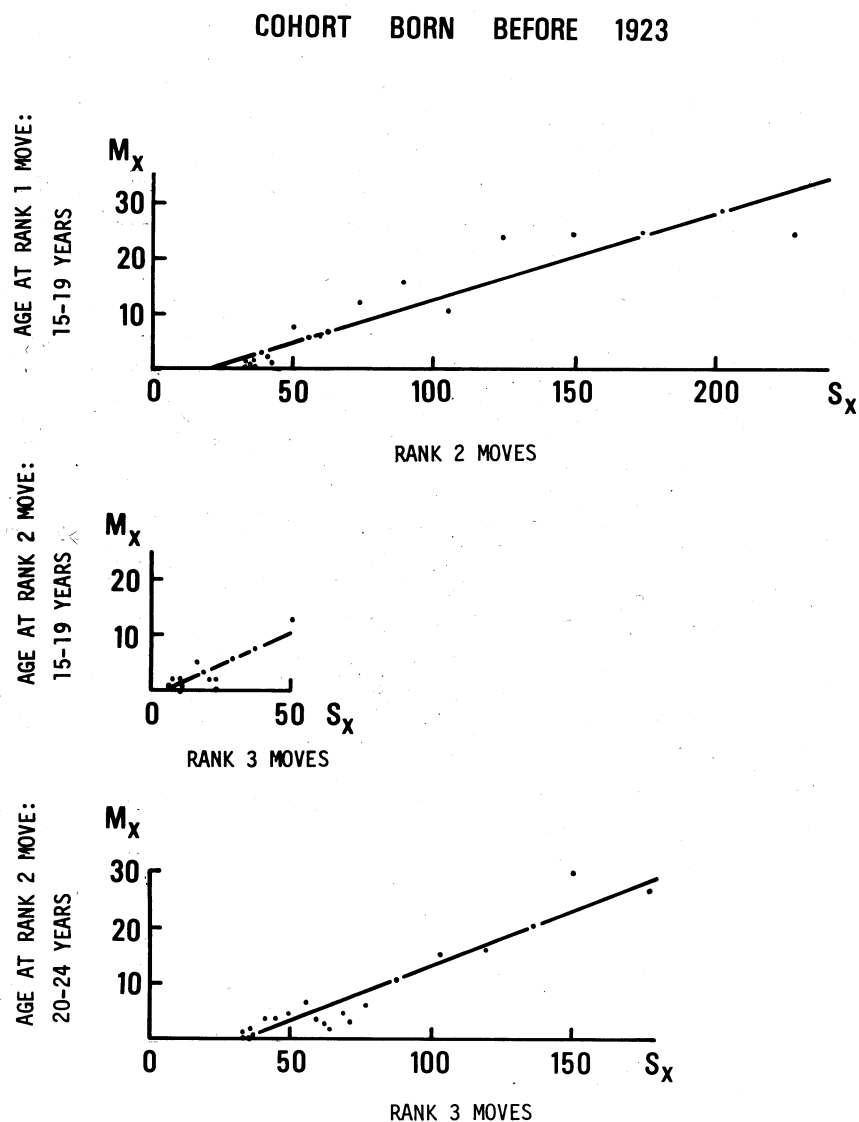 COHORT BORN BEFORE 1923
AGE AT RANK 1 MOVE:
15-19 YEARS
Mx
30
20
10
0 50 100 150 200 Sx
RANK 2 MOVES
AGE AT RANK 2 MOVE:
15-19 YEARS
Mx
20
10
0 50 Sx
RANK 3 MOVES
AGE AT RANK 2 MOVE:
20-24 YEARS
Mx
30
20
10
0 50 100 150 Sx
RANK 3 MOVES